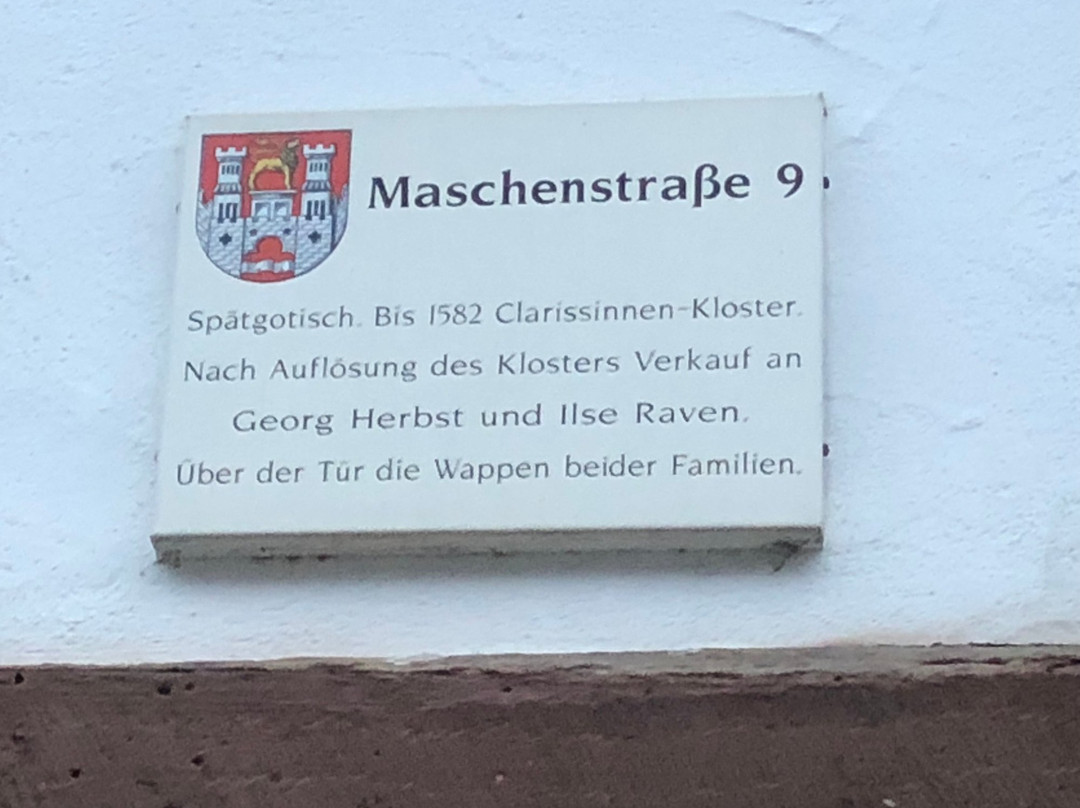 Maschenstraße 9
Spätgotisch. Bis 1582 Clarissinnen-Kloster.
Nach Auflösung des Klosters Verkauf an
Georg Herbst und Ilse Raven.
Über der Tür die Wappen beider Familien.